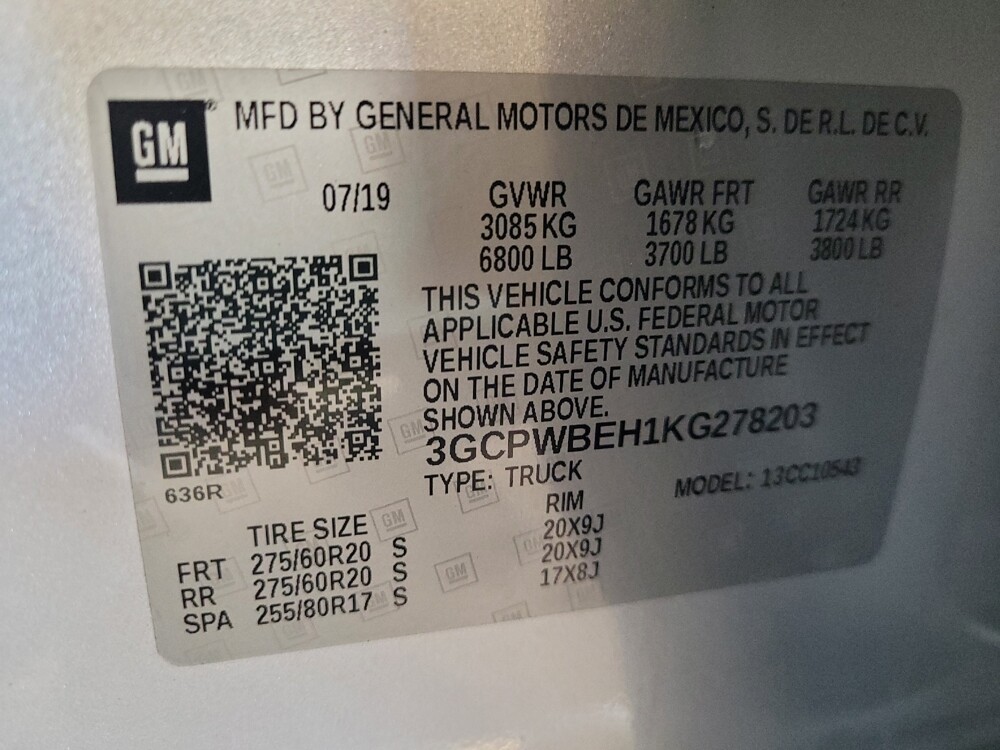 GM® MFD BY GENERAL MOTORS DE MEXICO, S. DE R.L. DE C.V.
07/19 GVWR GAWR FRT GAWR RR
3085 KG 1678 KG 1724 KG
6800 LB 3700 LB 3800 LB
THIS VEHICLE CONFORMS TO ALL
APPLICABLE U.S. FEDERAL MOTOR
VEHICLE SAFETY STANDARDS IN EFFECT
ON THE DATE OF MANUFACTURE
SHOWN ABOVE.
3GCPWBEH1KG278203
636R
TYPE: TRUCK MODEL: 13CC10543
TIRE SIZE RIM
FRT 275/60R20 S 20X9J
RR 275/60R20 S 20X9J
SPA 255/80R17 S 17X8J